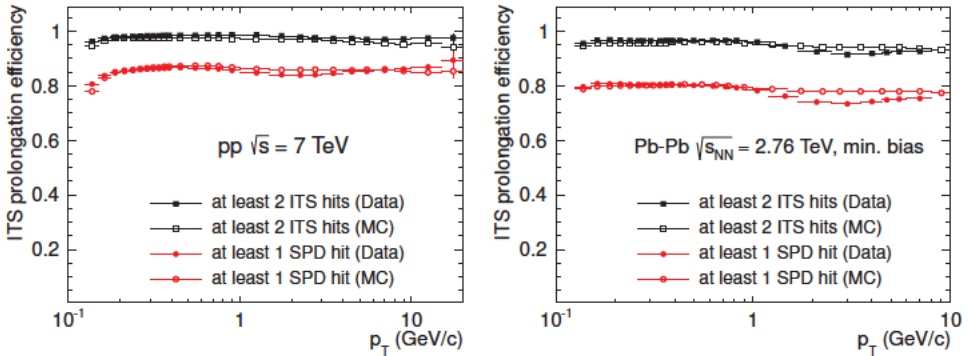 ITS prolongation efficiency
1
0.8
0.6
0.4
0.2
pp √s = 7 TeV
at least 2 ITS hits (Data)
at least 2 ITS hits (MC)
at least 1 SPD hit (Data)
at least 1 SPD hit (MC)
10⁻¹ 1 10
p_T (GeV/c)
ITS prolongation efficiency
1
0.8
0.6
0.4
0.2
Pb-Pb √s_NN = 2.76 TeV, min. bias
at least 2 ITS hits (Data)
at least 2 ITS hits (MC)
at least 1 SPD hit (Data)
at least 1 SPD hit (MC)
10⁻¹ 1 10
p_T (GeV/c)